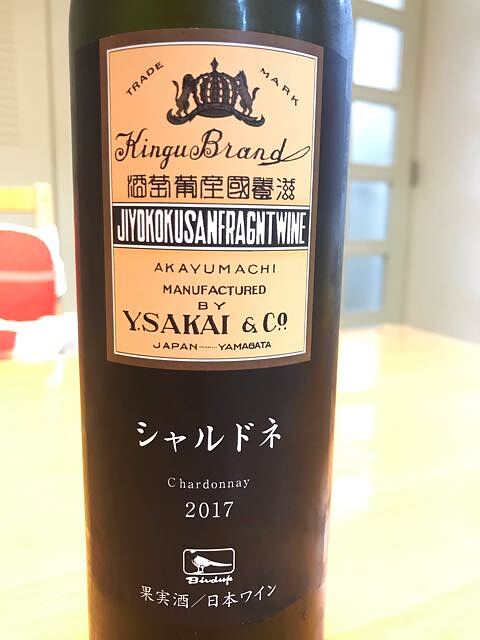 TRADE MARK
Kingu Brand
酒萄葡産國養滋
JIYOKOKUSANFRAGNTWINE
AKAYUMACHI
MANUFACTURED
BY
Y.SAKAI & Co.
JAPAN YAMAGATA
シャルドネ
Chardonnay
2017
Birdup
果実酒/日本ワイン